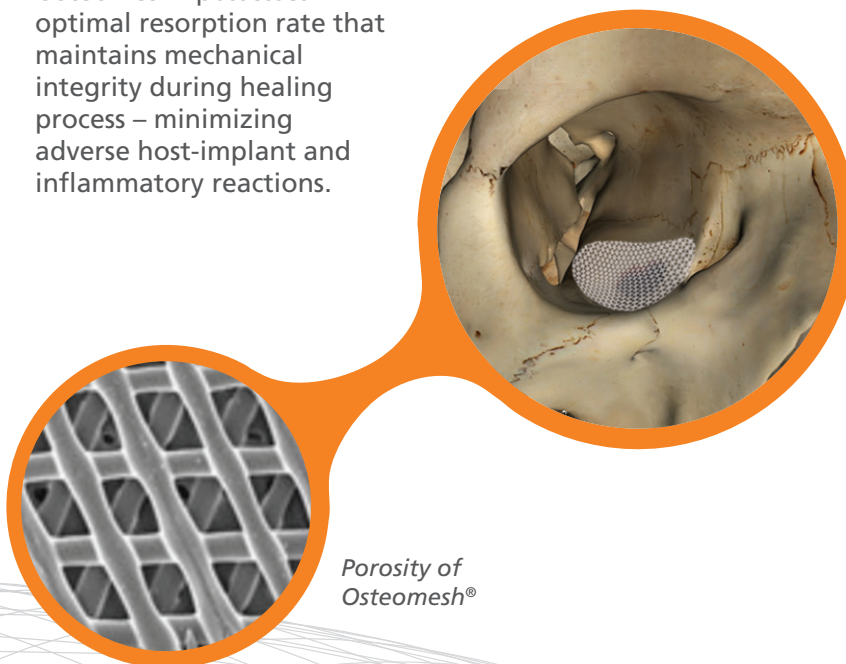 optimal resorption rate that
maintains mechanical
integrity during healing
process – minimizing
adverse host-implant and
inflammatory reactions.
Porosity of
Osteomesh®